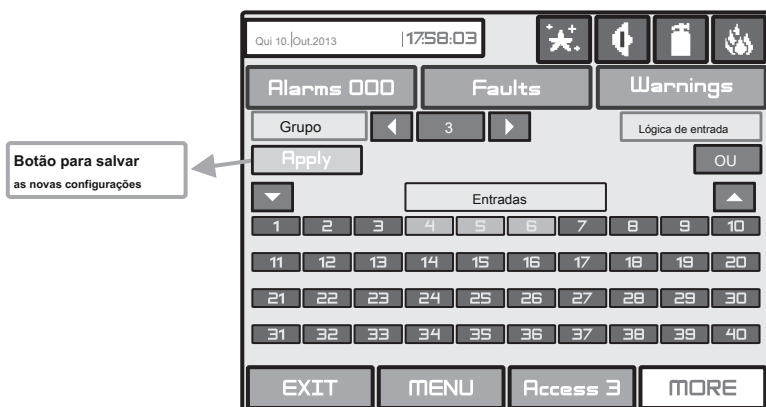 Qui 10. Out.2013 17:58:03
Alarms 000 Faults Warnings
Grupo 3 Lógica de entrada
Botão para salvar
as novas configurações
Apply OU
Entradas
1 2 3 4 5 6 7 8 9 10
11 12 13 14 15 16 17 18 19 20
21 22 23 24 25 26 27 28 29 30
31 32 33 34 35 36 37 38 39 40
EXIT MENU Access 3 MORE